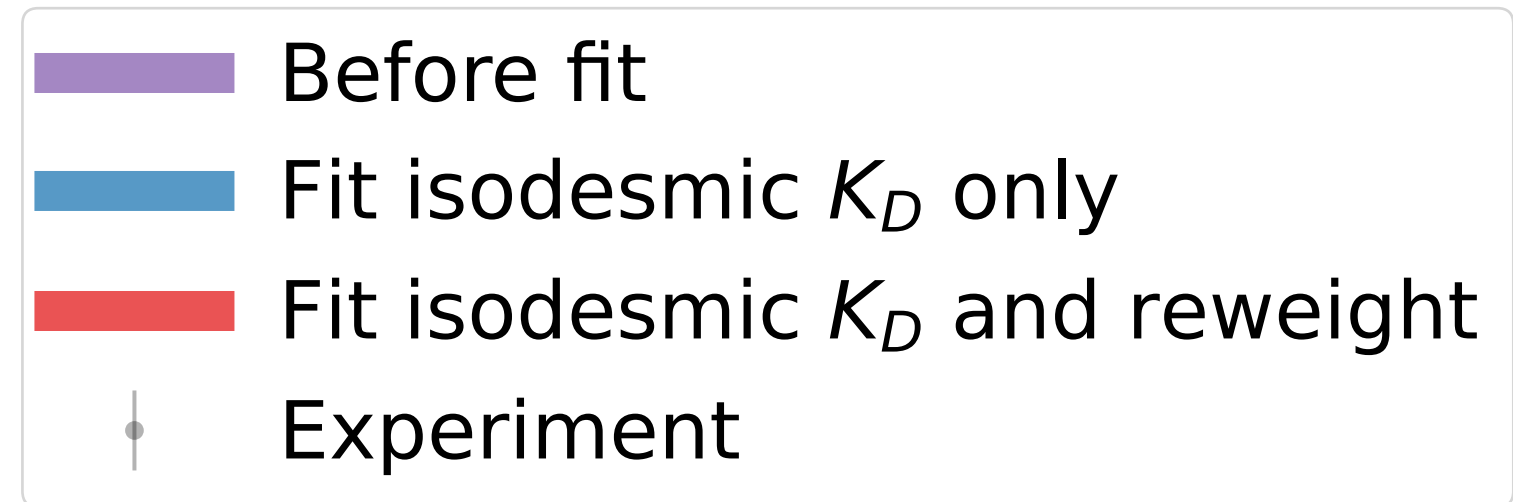 Before fit
Fit isodesmic K_D only
Fit isodesmic K_D and reweight
Experiment